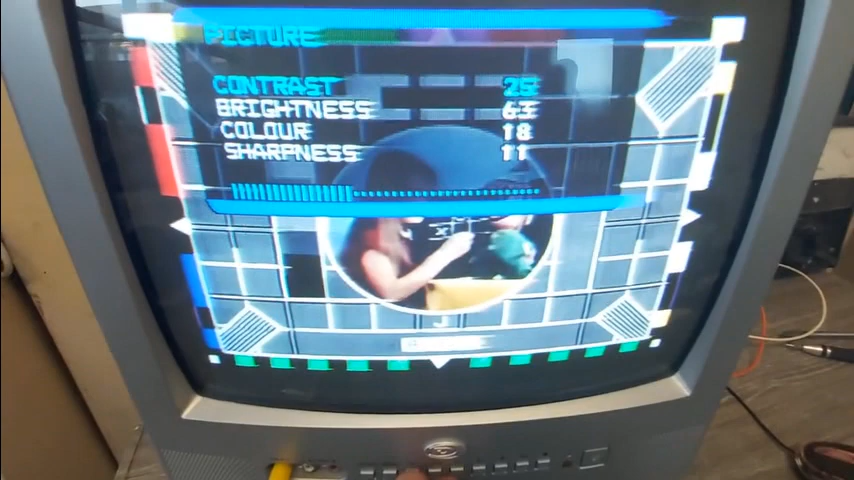 PICTURE
CONTRAST 25
BRIGHTNESS 63
COLOUR 18
SHARPNESS 11
X
J